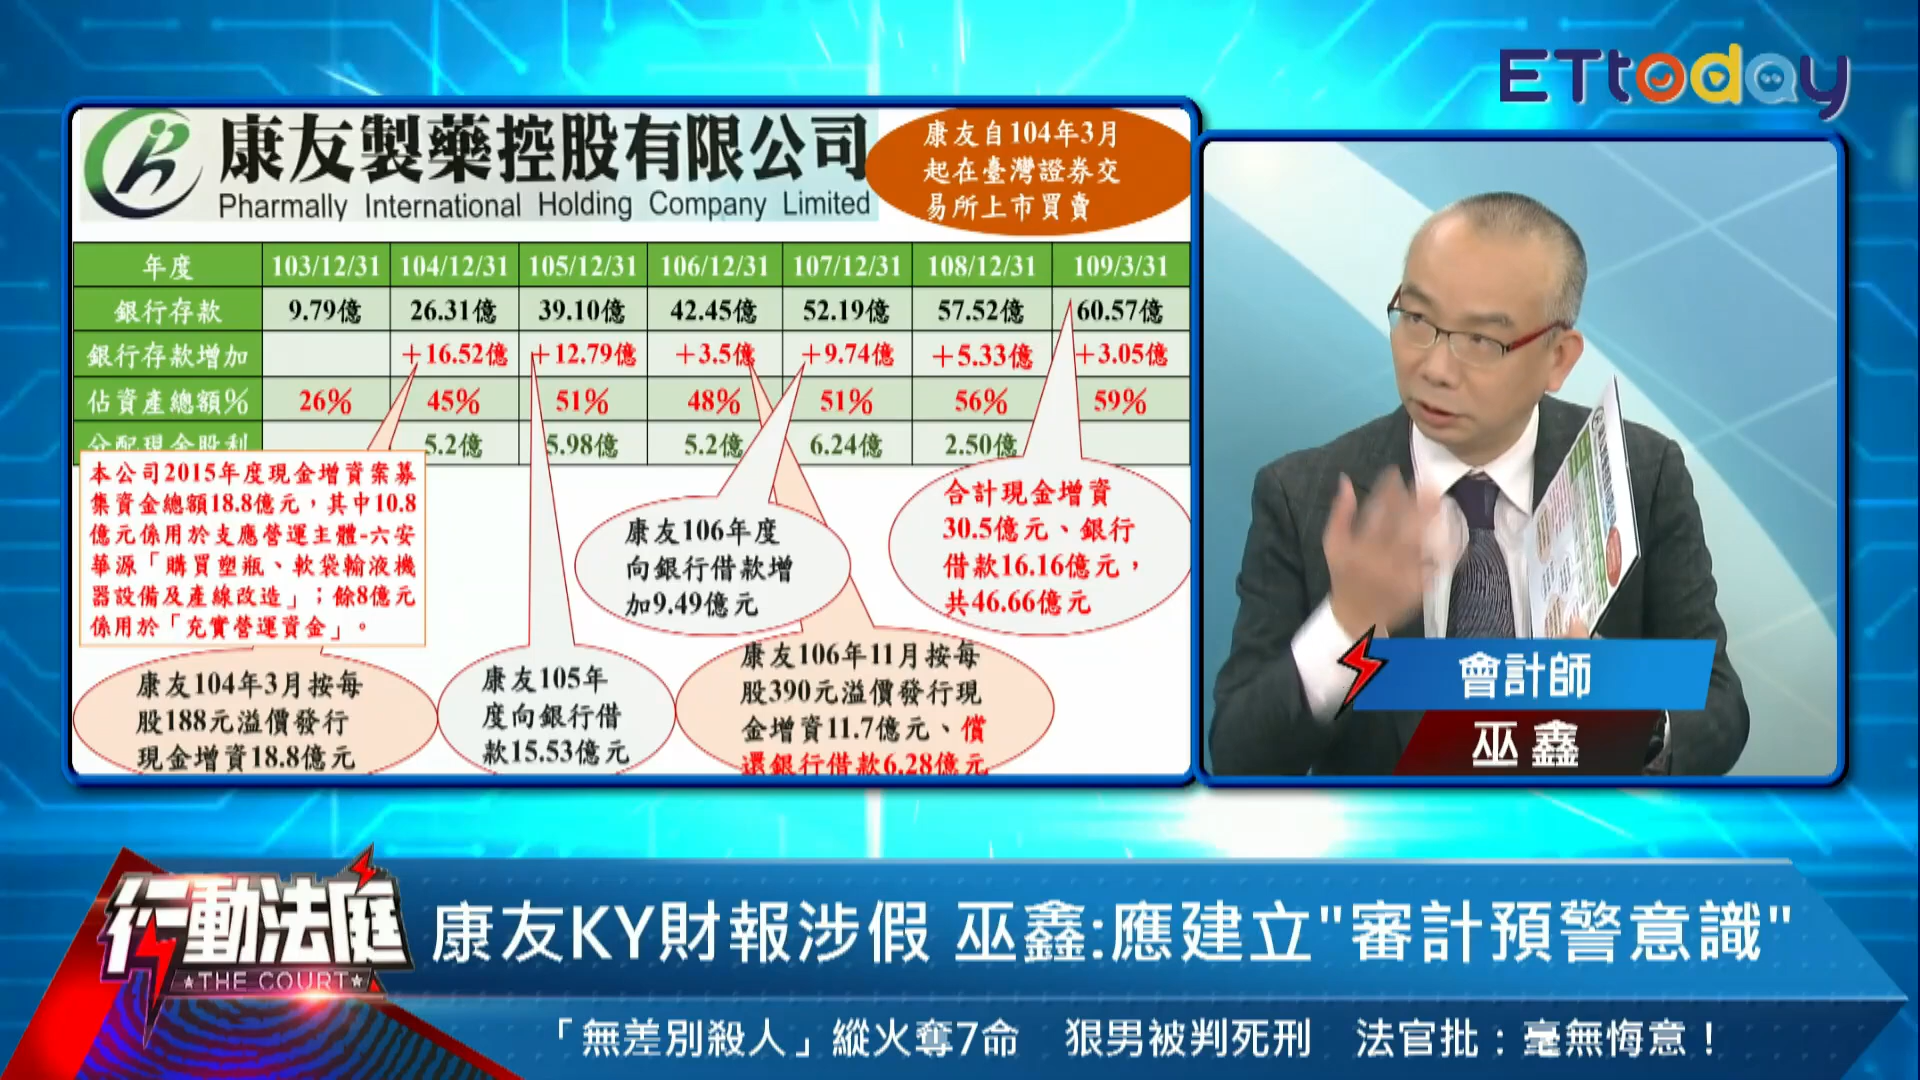 ETtoday
康友製藥控股有限公司
Pharmally International Holding Company Limited
康友自104年3月
起在臺灣證券交
易所上市買賣
年度 103/12/31 104/12/31 105/12/31 106/12/31 107/12/31 108/12/31 109/3/31
銀行存款 9.79億 26.31億 39.10億 42.45億 52.19億 57.52億 60.57億
銀行存款增加 +16.52億 +12.79億 +3.5億 +9.74億 +5.33億 +3.05億
佔資產總額% 26% 45% 51% 48% 51% 56% 59%
分配現金股利 5.2億 5.98億 5.2億 6.24億 2.50億
本公司2015年度現金增資案募
集資金總額18.8億元，其中10.8
億元係用於支應營運主體-六安
華源「購買塑瓶、軟袋輸液機
器設備及產線改造」；餘8億元
係用於「充實營運資金」。
康友104年3月按每
股188元溢價發行
現金增資18.8億元
康友105年
度向銀行借
款15.53億元
康友106年度
向銀行借款增
加9.49億元
康友106年11月按每
股390元溢價發行現
金增資11.7億元、償
還銀行借款6.28億元
合計現金增資
30.5億元、銀行
借款16.16億元，
共46.66億元
會計師
巫鑫
行動法庭
THE COURT
康友KY財報涉假 巫鑫:應建立"審計預警意識"
「無差別殺人」縱火奪7命 狠男被判死刑 法官批：毫無悔意！